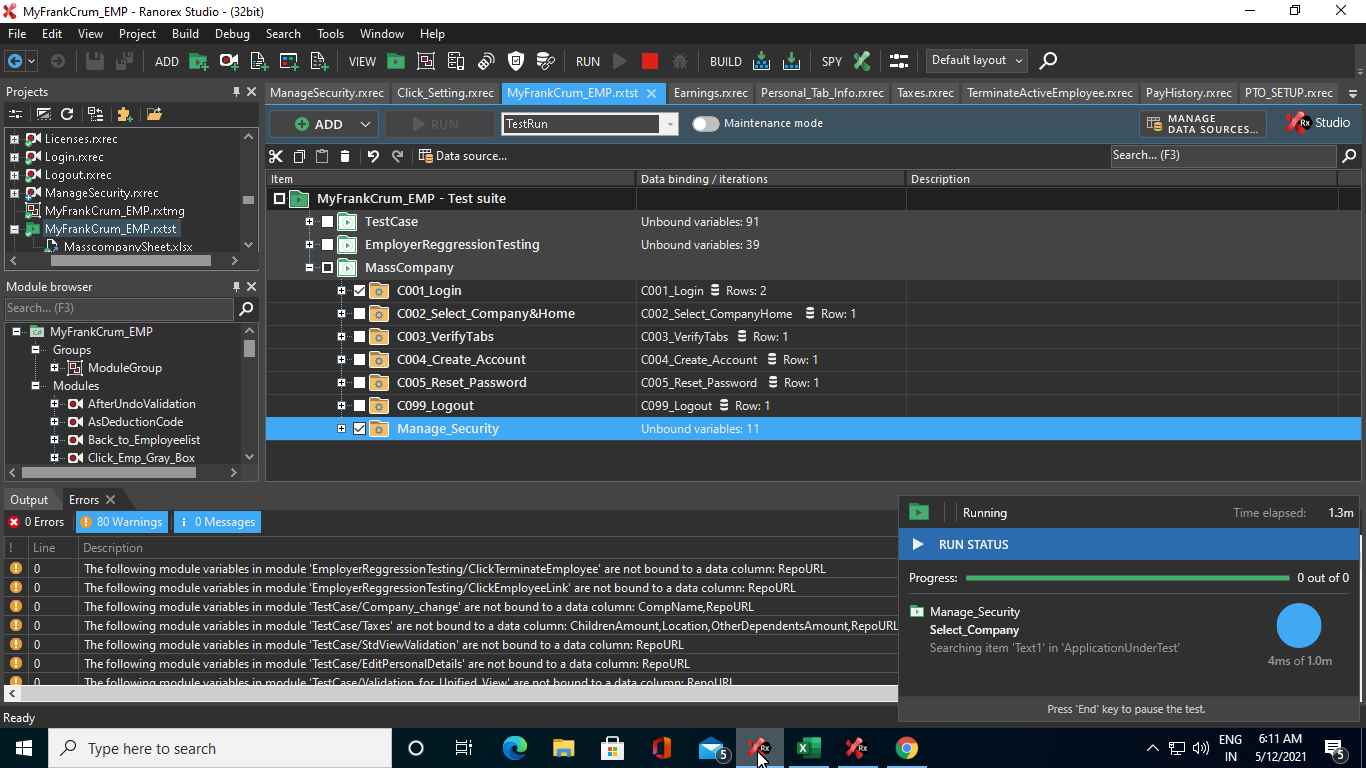 MyFrankCrum_EMP - Ranorex Studio - (32bit)
File Edit View Project Build Debug Search Tools Window Help
ADD VIEW RUN BUILD SPY Default layout
Projects
ManageSecurity.rxrec Click_Setting.rxrec MyFrankCrum_EMP.rxtst Earnings.rxrec Personal_Tab_Info.rxrec Taxes.rxrec TerminateActiveEmployee.rxrec PayHistory.rxrec PTO_SETUP.rxrec
ADD RUN TestRun Maintenance mode MANAGE DATA SOURCES... Rx Studio
Licenses.rxrec
Login.rxrec
Logout.rxrec
ManageSecurity.rxrec
MyFrankCrum_EMP.rxtmg
MyFrankCrum_EMP.rxtst
MasscompanySheet.xlsx
Data source... Search... (F3)
Item Data binding / iterations Description
MyFrankCrum_EMP - Test suite
TestCase Unbound variables: 91
EmployerReggressionTesting Unbound variables: 39
MassCompany
C001_Login C001_Login Rows: 2
C002_Select_Company&Home C002_Select_CompanyHome Row: 1
C003_VerifyTabs C003_VerifyTabs Row: 1
C004_Create_Account C004_Create_Account Row: 1
C005_Reset_Password C005_Reset_Password Row: 1
C099_Logout C099_Logout Row: 1
Manage_Security Unbound variables: 11
Module browser
Search... (F3)
MyFrankCrum_EMP
Groups
ModuleGroup
Modules
AfterUndoValidation
AsDeductionCode
Back_to_Employeelist
Click_Emp_Gray_Box
Output Errors
0 Errors 80 Warnings 0 Messages
! Line Description
0 The following module variables in module 'EmployerReggressionTesting/ClickTerminateEmployee' are not bound to a data column: RepoURL
0 The following module variables in module 'EmployerReggressionTesting/ClickEmployeeLink' are not bound to a data column: RepoURL
0 The following module variables in module 'TestCase/Company_change' are not bound to a data column: CompName,RepoURL
0 The following module variables in module 'TestCase/Taxes' are not bound to a data column: ChildrenAmount,Location,OtherDependentsAmount,RepoURL
0 The following module variables in module 'TestCase/StdViewValidation' are not bound to a data column: RepoURL
0 The following module variables in module 'TestCase/EditPersonalDetails' are not bound to a data column: RepoURL
0 The following module variables in module 'TestCase/Validation_for_Unified_View' are not bound to a data column: RepoURL
Running Time elapsed: 1.3m
RUN STATUS
Progress: 0 out of 0
Manage_Security
Select_Company
Searching item 'Text1' in 'ApplicationUnderTest'
4ms of 1.0m
Press 'End' key to pause the test.
Ready
Type here to search
5
Rx
Rx
ENG
IN
6:11 AM
5/12/2021
5